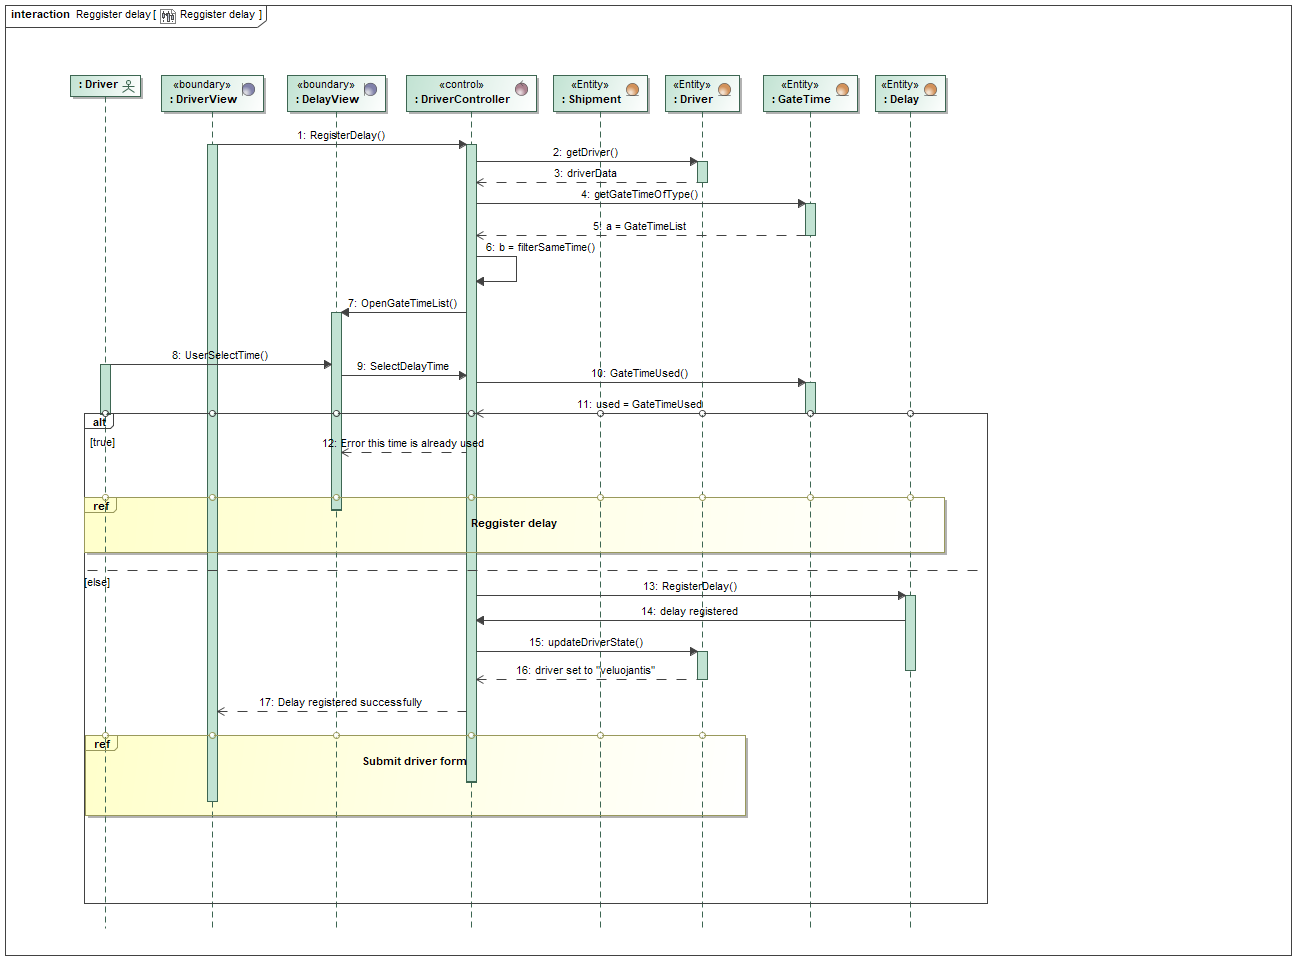 interaction Reggister delay [ Reggister delay ]
: Driver
«boundary»
: DriverView
«boundary»
: DelayView
«control»
: DriverController
«Entity»
: Shipment
«Entity»
: Driver
«Entity»
: GateTime
«Entity»
: Delay
1: RegisterDelay()
2: getDriver()
3: driverData
4: getGateTimeOfType()
5: a = GateTimeList
6: b = filterSameTime()
7: OpenGateTimeList()
8: UserSelectTime()
9: SelectDelayTime
10: GateTimeUsed()
11: used = GateTimeUsed
alt
[true]
12: Error this time is already used
ref
Reggister delay
[else]
13: RegisterDelay()
14: delay registered
15: updateDriverState()
16: driver set to "veluojantis"
17: Delay registered successfully
ref
Submit driver form